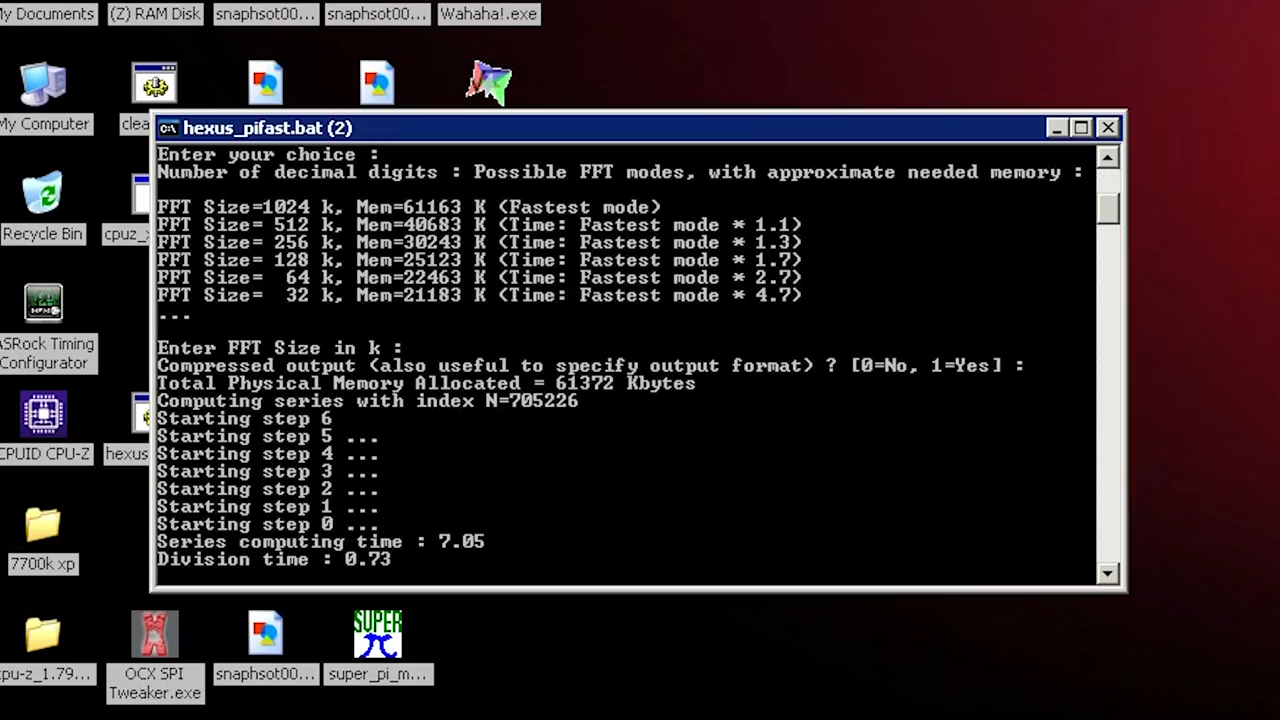 My Documents
(Z) RAM Disk
snaphsot00...
snaphsot00...
Wahaha!.exe
My Computer
clea
hexus_pifast.bat (2)
Enter your choice :
Number of decimal digits : Possible FFT modes, with approximate needed memory :
FFT Size=1024 k, Mem=61163 K (Fastest mode)
FFT Size= 512 k, Mem=40683 K (Time: Fastest mode * 1.1)
FFT Size= 256 k, Mem=30243 K (Time: Fastest mode * 1.3)
FFT Size= 128 k, Mem=25123 K (Time: Fastest mode * 1.7)
FFT Size=  64 k, Mem=22463 K (Time: Fastest mode * 2.7)
FFT Size=  32 k, Mem=21183 K (Time: Fastest mode * 4.7)
...
Enter FFT Size in k :
Compressed output (also useful to specify output format) ? [0=No, 1=Yes] :
Total Physical Memory Allocated = 61372 Kbytes
Computing series with index N=705226
Starting step 6
Starting step 5 ...
Starting step 4 ...
Starting step 3 ...
Starting step 2 ...
Starting step 1 ...
Starting step 0 ...
Series computing time : 7.05
Division time : 0.73
Recycle Bin
cpuz_x
ASRock Timing
Configurator
CPUID CPU-Z
hexus
7700k xp
cpu-z_1.79...
OCX SPI
Tweaker.exe
snaphsot00...
SUPER
π
super_pi_m...